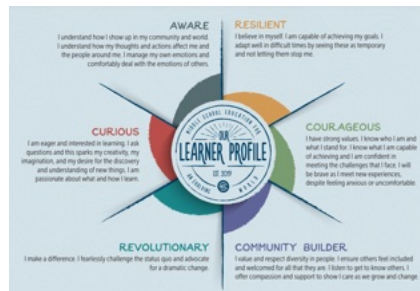 AWARE
I understand how I show up in my community and world.
I understand how my thoughts and actions affect me and
the people around me. I manage my own emotions and
comfortably deal with the emotions of others.
RESILIENT
I believe in myself. I am capable of achieving my goals. I
adapt well in difficult times by seeing these as temporary
and not letting them stop me.
CURIOUS
I am eager and interested in learning. I ask
questions and this sparks my creativity, my
imagination, and my desire for the discovery
and understanding of new things. I am
passionate about what and how I learn.
MIDDLE SCHOOL EDUCATION FOR
OUR
LEARNER PROFILE
EST 2019
AN EVOLVING WORLD
COURAGEOUS
I have strong values. I know who I am and
what I stand for. I know what I am capable
of achieving and I am confident in
meeting the challenges that I face. I will
be brave as I meet new experiences,
despite feeling anxious or uncomfortable.
REVOLUTIONARY
I make a difference. I fearlessly challenge the status quo and advocate
for a dramatic change.
COMMUNITY BUILDER
I value and respect diversity in people. I ensure others feel included
and welcomed for all that they are. I listen to get to know others. I
offer compassion and support to show I care as we grow and change.